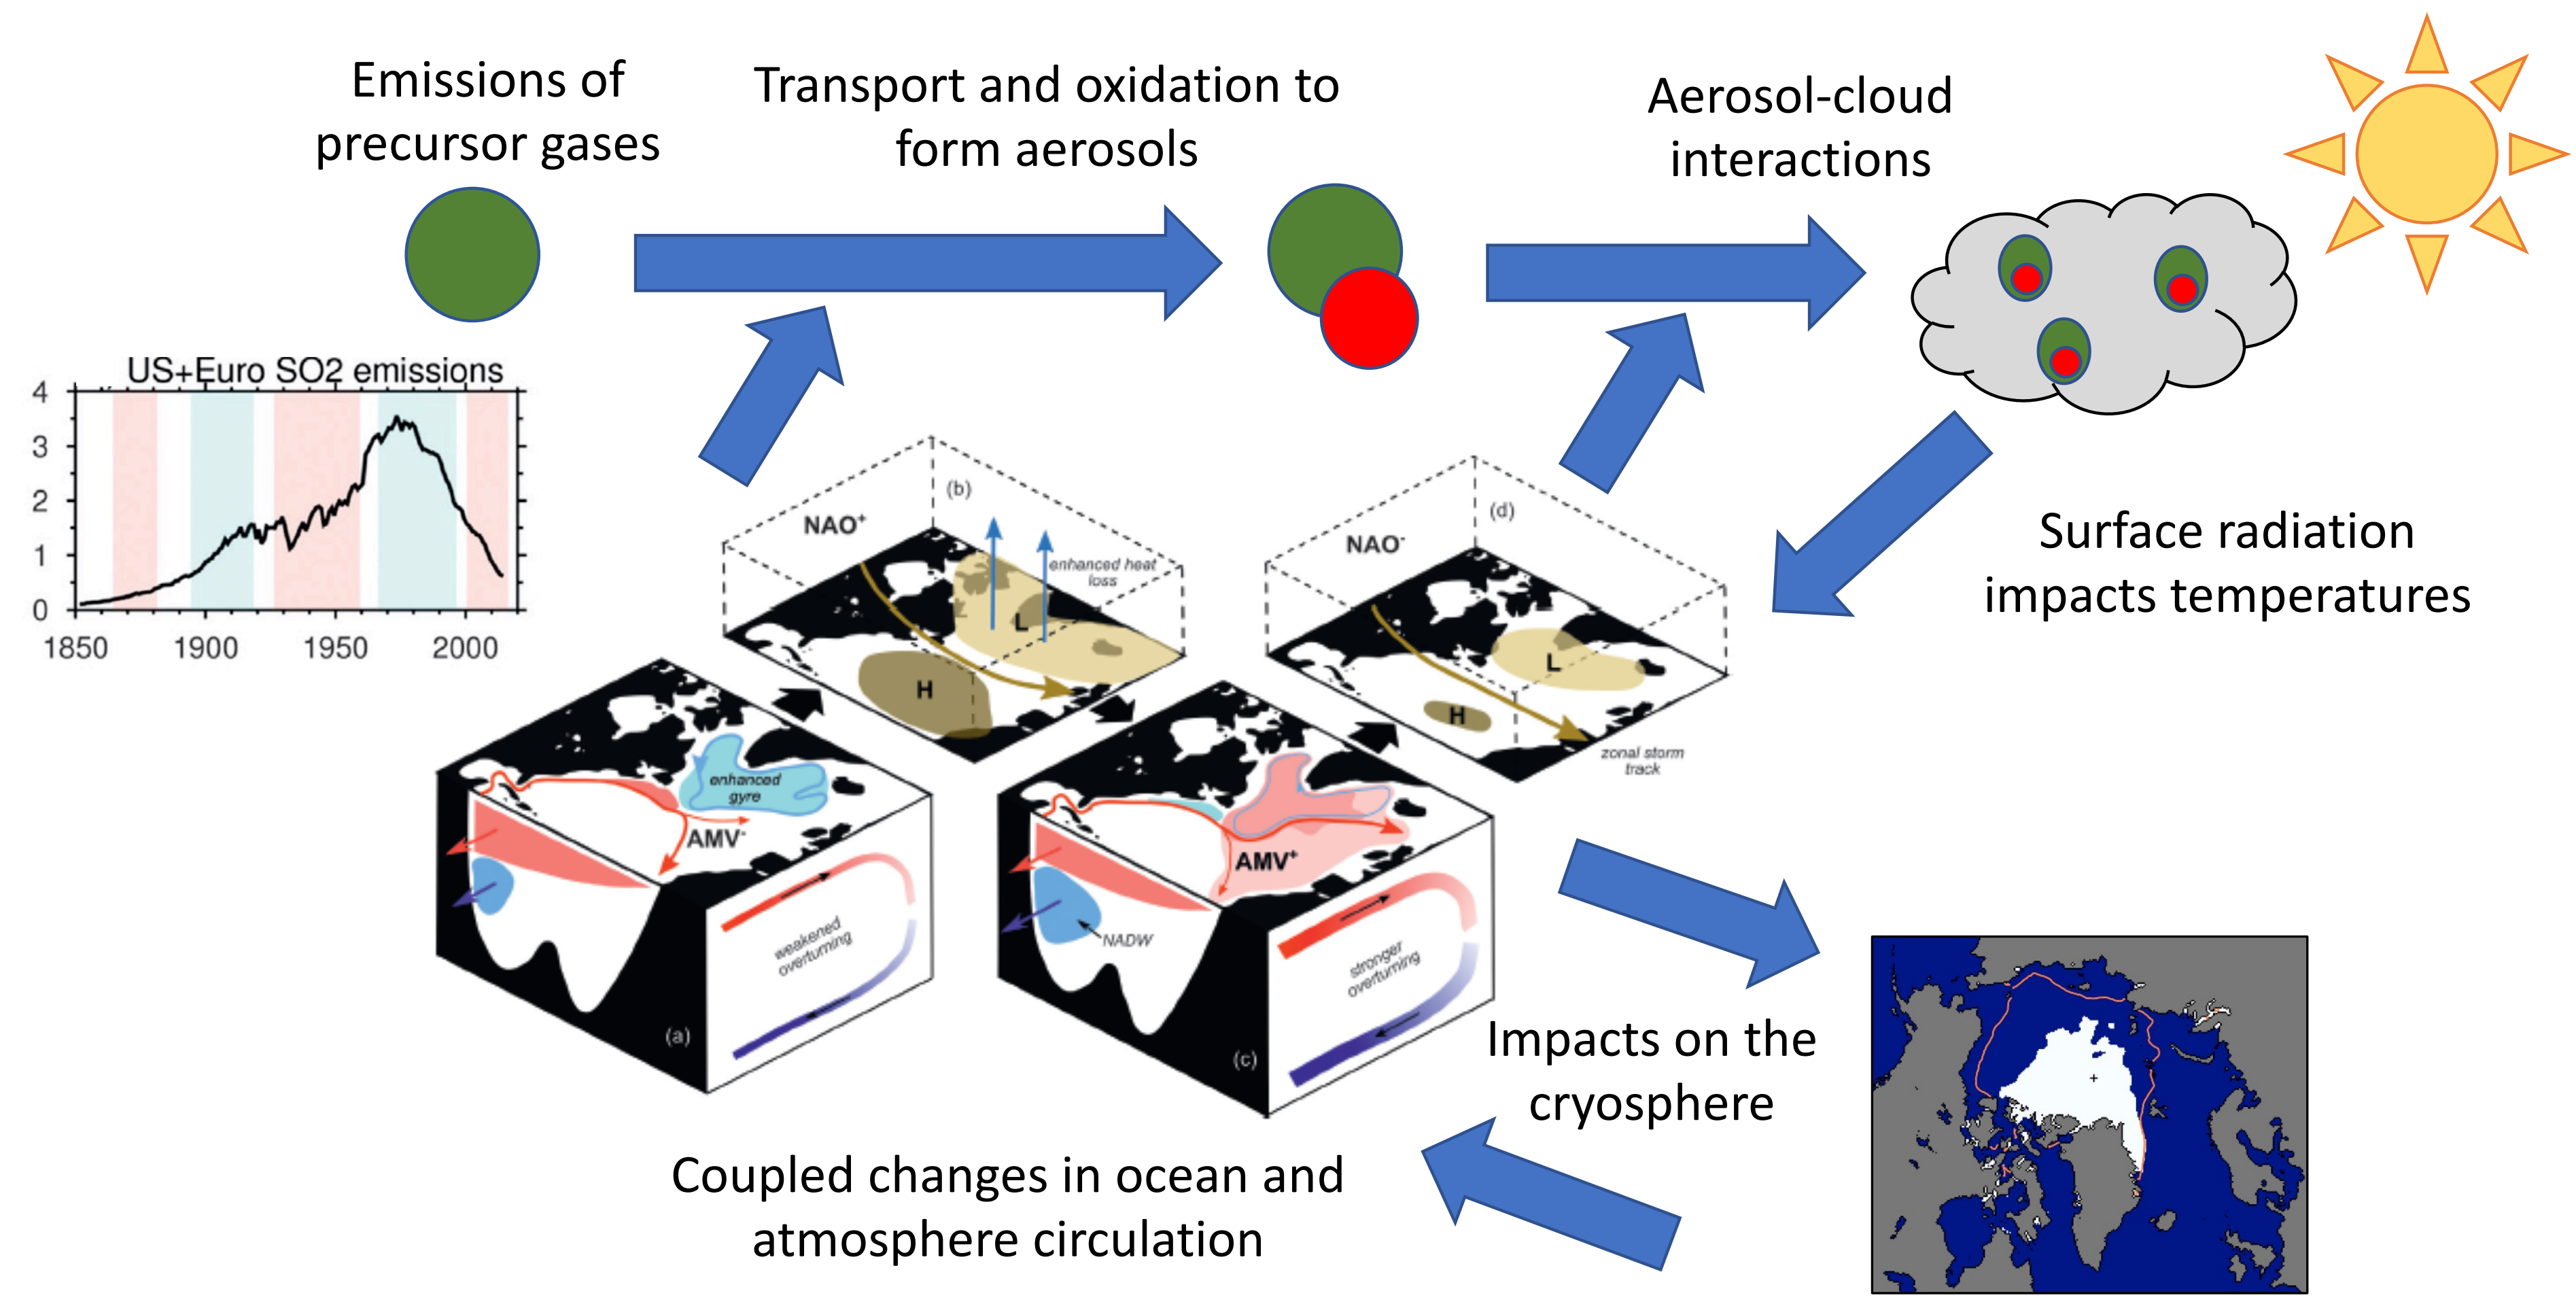 Emissions of
precursor gases
Transport and oxidation to
form aerosols
Aerosol-cloud
interactions
US+Euro SO2 emissions
4
3
2
1
0
1850
1900
1950
2000
(b)
NAO+
enhanced heat
loss
L
H
(d)
NAO-
L
H
zonal storm
track
Surface radiation
impacts temperatures
enhanced
gyre
AMV-
weakened
overturning
(a)
AMV+
NADW
stronger
overturning
(c)
Impacts on the
cryosphere
Coupled changes in ocean and
atmosphere circulation